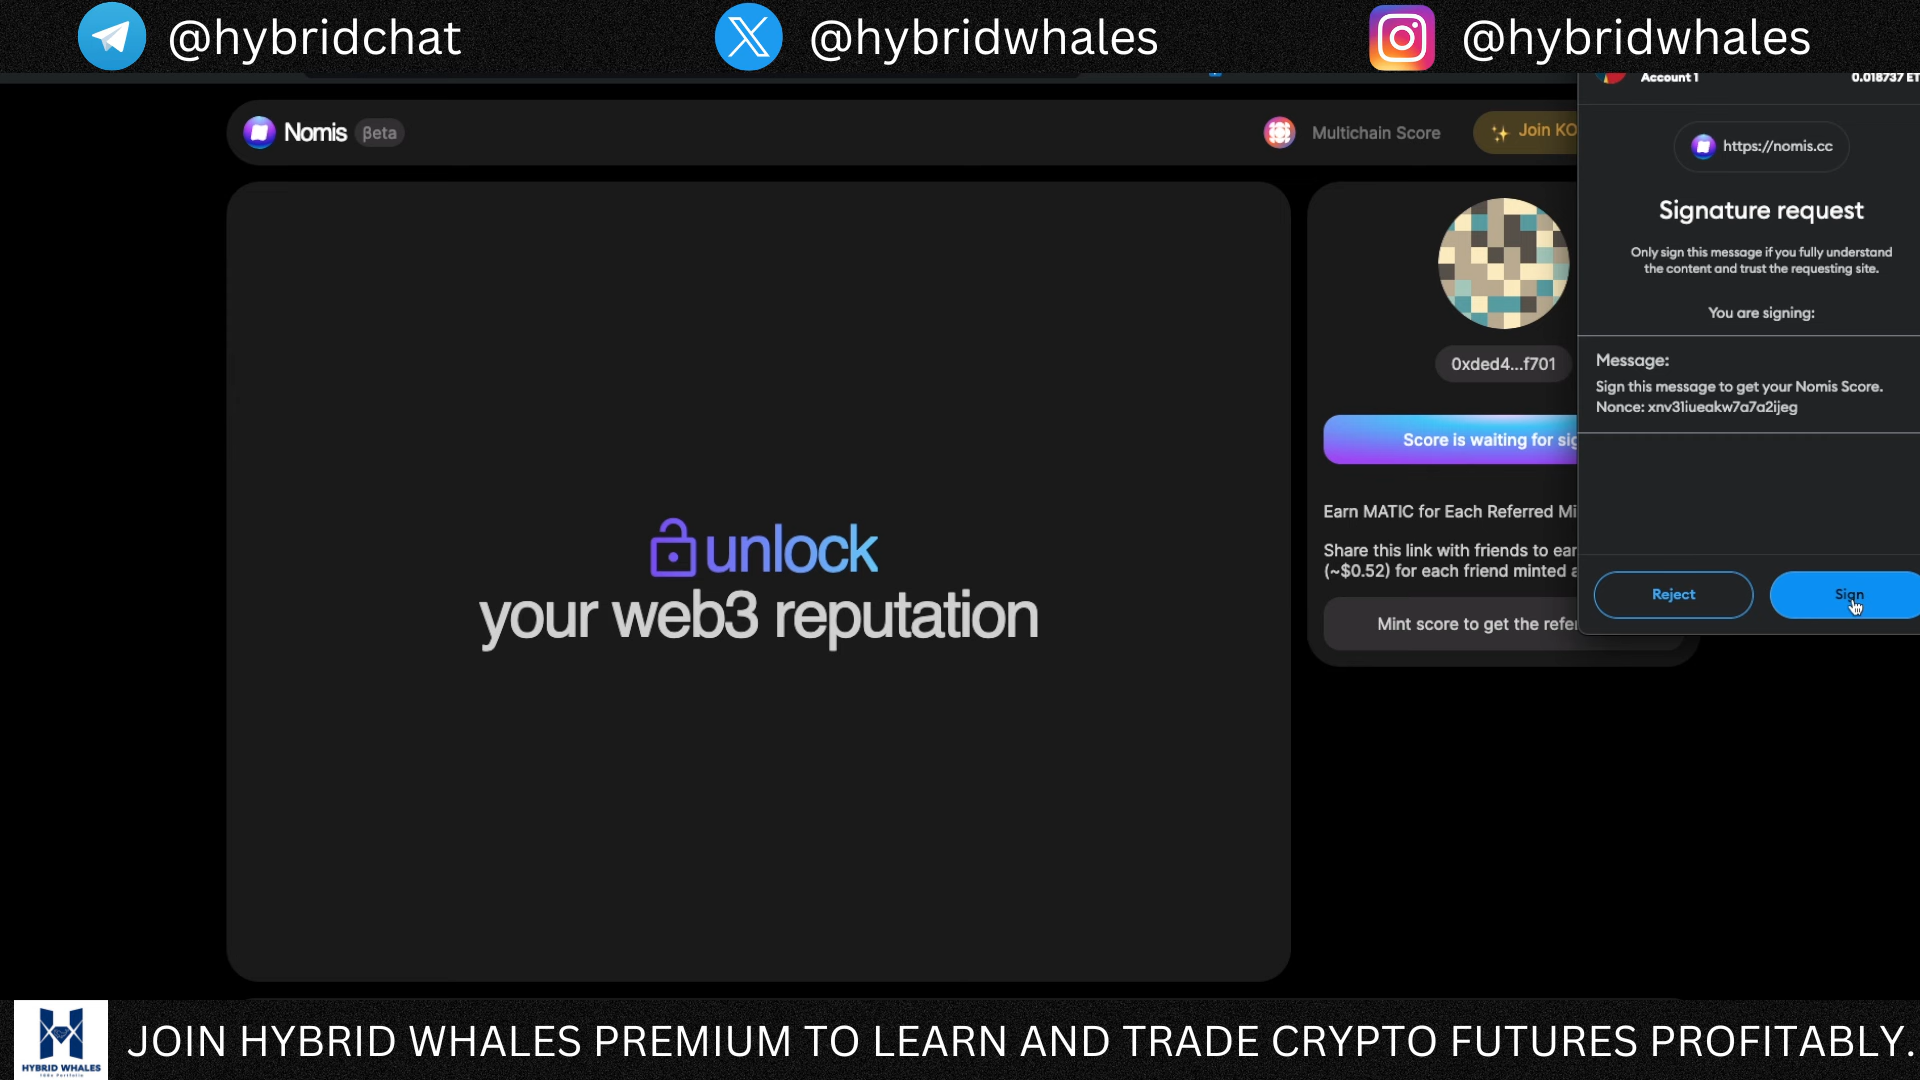 @hybridchat
@hybridwhales
@hybridwhales
Account 1
0.018737 ET
Nomis βeta
Multichain Score
Join KO
https://nomis.cc
Signature request
Only sign this message if you fully understand
the content and trust the requesting site.
You are signing:
Message:
Sign this message to get your Nomis Score.
Nonce: xnv31iueakw7a7a2ijeg
Reject
Sign
0xded4...f701
Score is waiting for sig
Earn MATIC for Each Referred Mi
Share this link with friends to ear
(~$0.52) for each friend minted a
Mint score to get the refer
unlock
your web3 reputation
HYBRID WHALES
JOIN HYBRID WHALES PREMIUM TO LEARN AND TRADE CRYPTO FUTURES PROFITABLY.